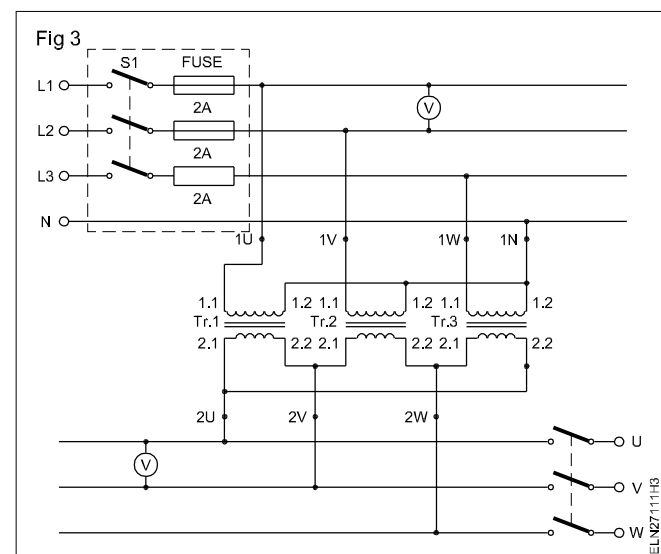 Fig 3
S1 FUSE
L1
2A
L2
2A
L3
2A
N
1U 1V 1W 1N
1.1 1.2 1.1 1.2 1.1 1.2
Tr.1 Tr.2 Tr.3
2.1 2.2 2.1 2.2 2.1 2.2
2U 2V 2W
V
U
V
V
W
ELN27111H3